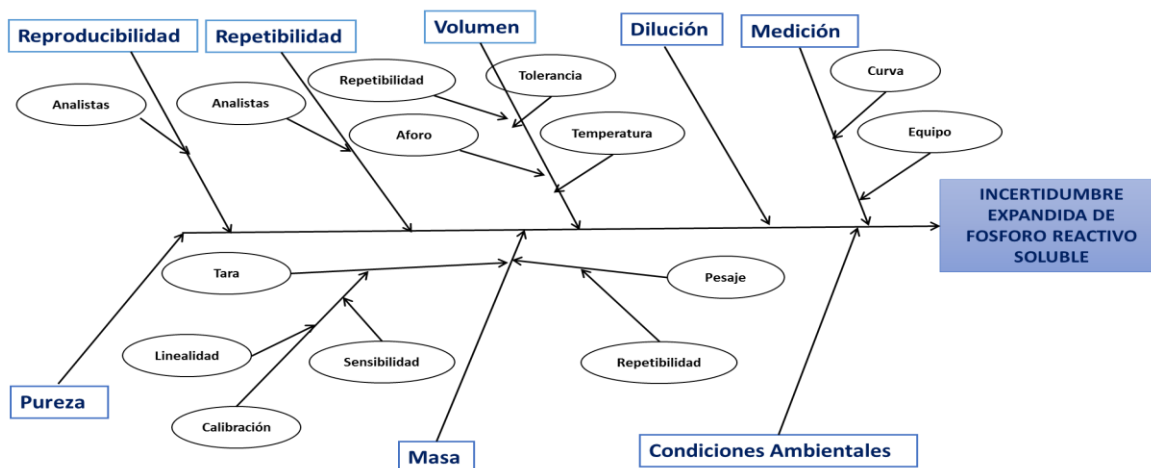 Reproducibilidad
Repetibilidad
Volumen
Dilución
Medición
Analistas
Analistas
Repetibilidad
Tolerancia
Aforo
Temperatura
Curva
Equipo
INCERTIDUMBRE
EXPANDIDA DE
FOSFORO REACTIVO
SOLUBLE
Tara
Pesaje
Linealidad
Sensibilidad
Repetibilidad
Calibración
Pureza
Masa
Condiciones Ambientales